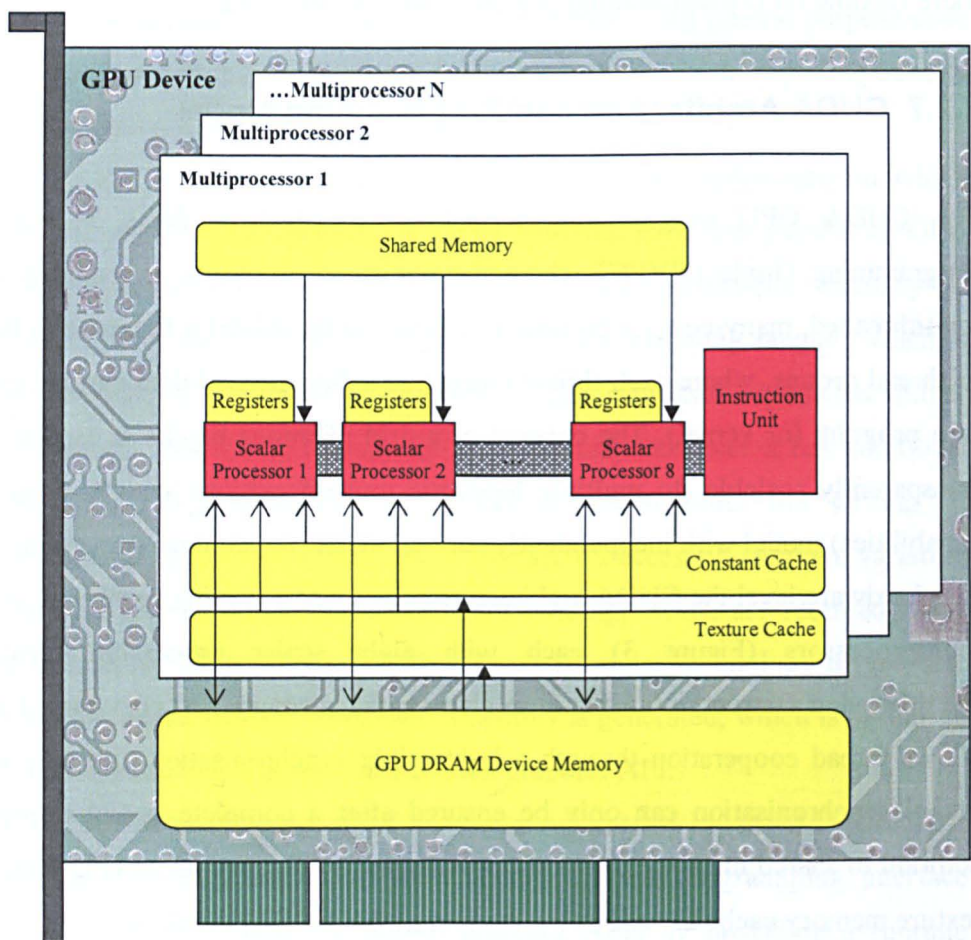 GPU Device
...Multiprocessor N
Multiprocessor 2
Multiprocessor 1
Shared Memory
Registers
Registers
Registers
Instruction
Unit
Scalar
Processor 1
Scalar
Processor 2
...
Scalar
Processor 8
Constant Cache
Texture Cache
GPU DRAM Device Memory